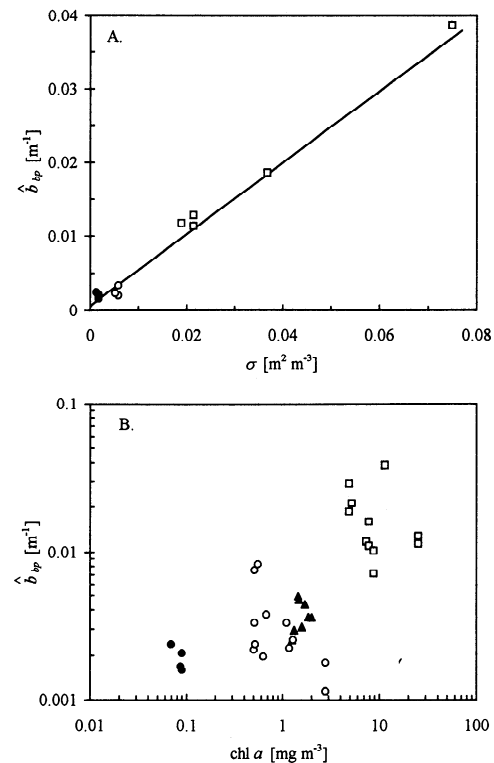 A.
0.04
0.03
0.02
0.01
0
b̂ bp [m-1]
0 0.02 0.04 0.06 0.08
σ [m2 m-3]
B.
0.1
0.01
0.001
b̂ bp [m-1]
0.01 0.1 1 10 100
chl a [mg m-3]